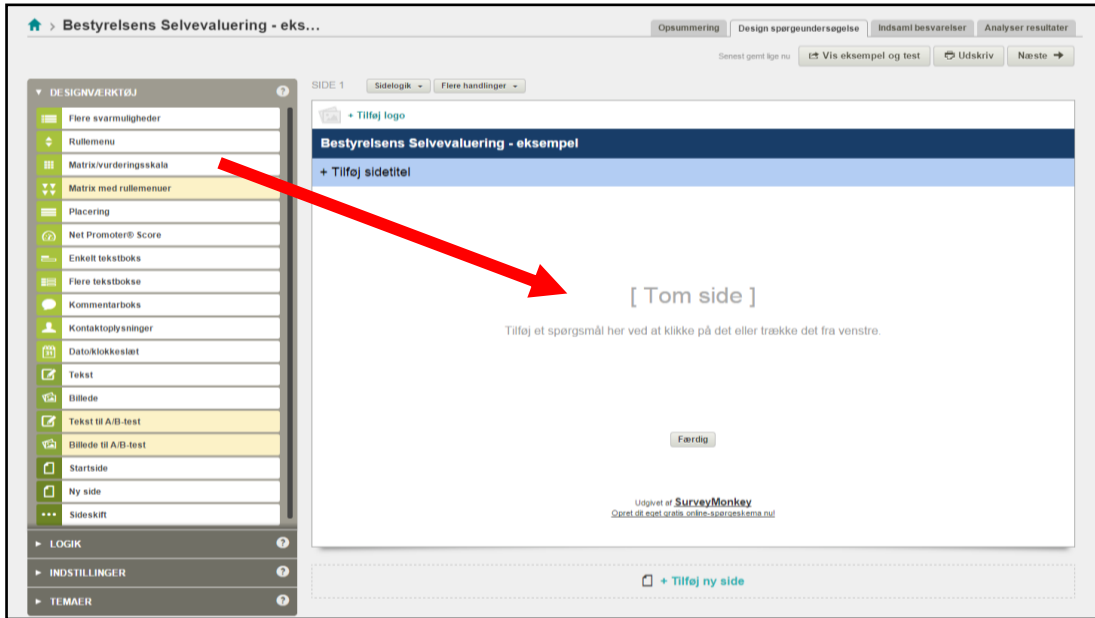 Bestyrelsens Selvevaluering - eks...
Opsummering
Design spørgeundersøgelse
Indsaml besvarelser
Analyser resultater
Senest gemt lige nu
Vis eksempel og test
Udskriv
Næste
DESIGNVÆRKTØJ
Flere svarmuligheder
Rullemenu
Matrix/vurderingsskala
Matrix med rullemenuer
Placering
Net Promoter® Score
Enkelt tekstboks
Flere tekstbokse
Kommentarboks
Kontaktoplysninger
Dato/klokkeslæt
Tekst
Billede
Tekst til A/B-test
Billede til A/B-test
Startside
Ny side
Sideskift
LOGIK
INDSTILLINGER
TEMAER
SIDE 1
Sidelogik
Flere handlinger
+ Tilføj logo
Bestyrelsens Selvevaluering - eksempel
+ Tilføj sidetitel
[ Tom side ]
Tilføj et spørgsmål her ved at klikke på det eller trække det fra venstre.
Færdig
Udgivet af SurveyMonkey
Opret dit eget gratis online-spørgeskema nu!
+ Tilføj ny side